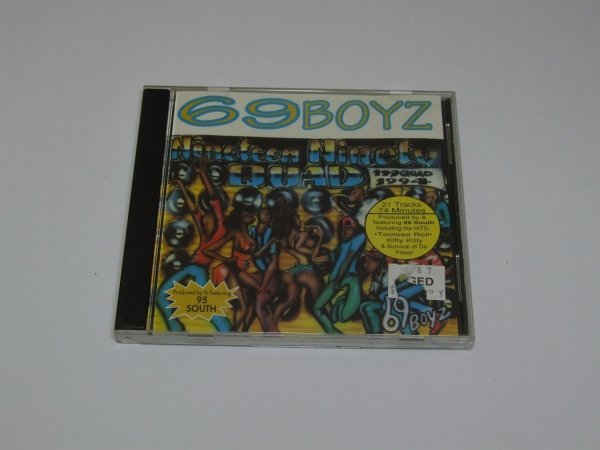 69BOYZ
Nineteen Ninety
QUAD
199QUAD
1994
21 Tracks
74 Minutes
Produced by &
featuring 95 South
Including the HITS
•Tootsee Roll•
Kitty Kitty
& Survival of Da
Fittest
Produced by & Featuring
95
SOUTH
SED
69 BOYZ